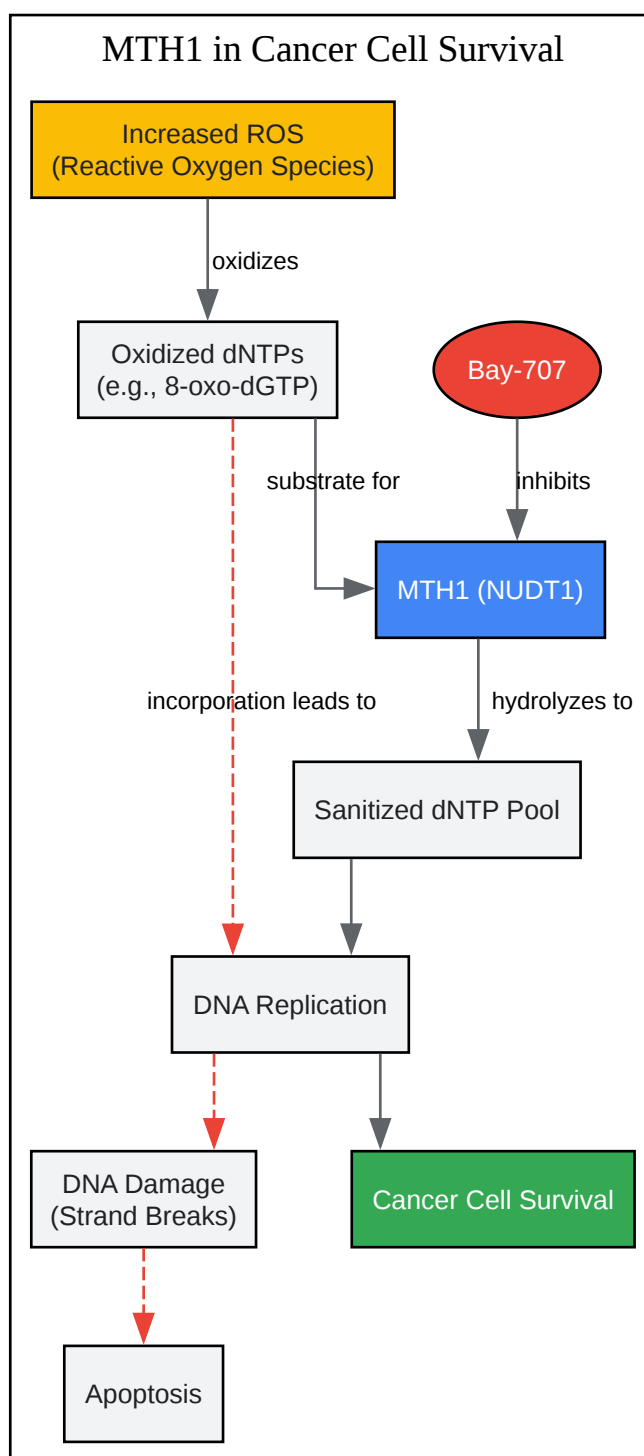 MTH1 in Cancer Cell Survival
Increased ROS
(Reactive Oxygen Species)
oxidizes
Oxidized dNTPs
(e.g., 8-oxo-dGTP)
Bay-707
substrate for
inhibits
MTH1 (NUDT1)
incorporation leads to
hydrolyzes to
Sanitized dNTP Pool
DNA Replication
DNA Damage
(Strand Breaks)
Cancer Cell Survival
Apoptosis